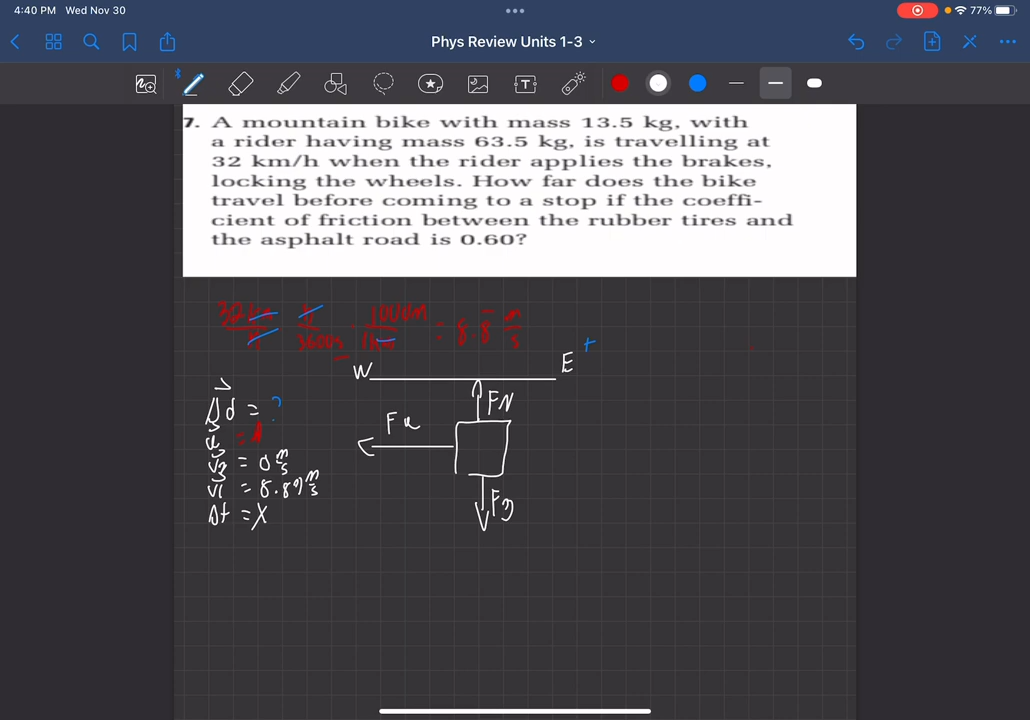 4:40 PM Wed Nov 30
77%
Phys Review Units 1-3
7. A mountain bike with mass 13.5 kg, with
a rider having mass 63.5 kg, is travelling at
32 km/h when the rider applies the brakes,
locking the wheels. How far does the bike
travel before coming to a stop if the coeffi-
cient of friction between the rubber tires and
the asphalt road is 0.60?
32 km/h · h/3600s · 1000m/1km = 8.8̄ m/s
W E +
Δd = ?
FN
Fu
v2 = 0 m/s
v1 = 8.89 m/s
Fg
Δt = X